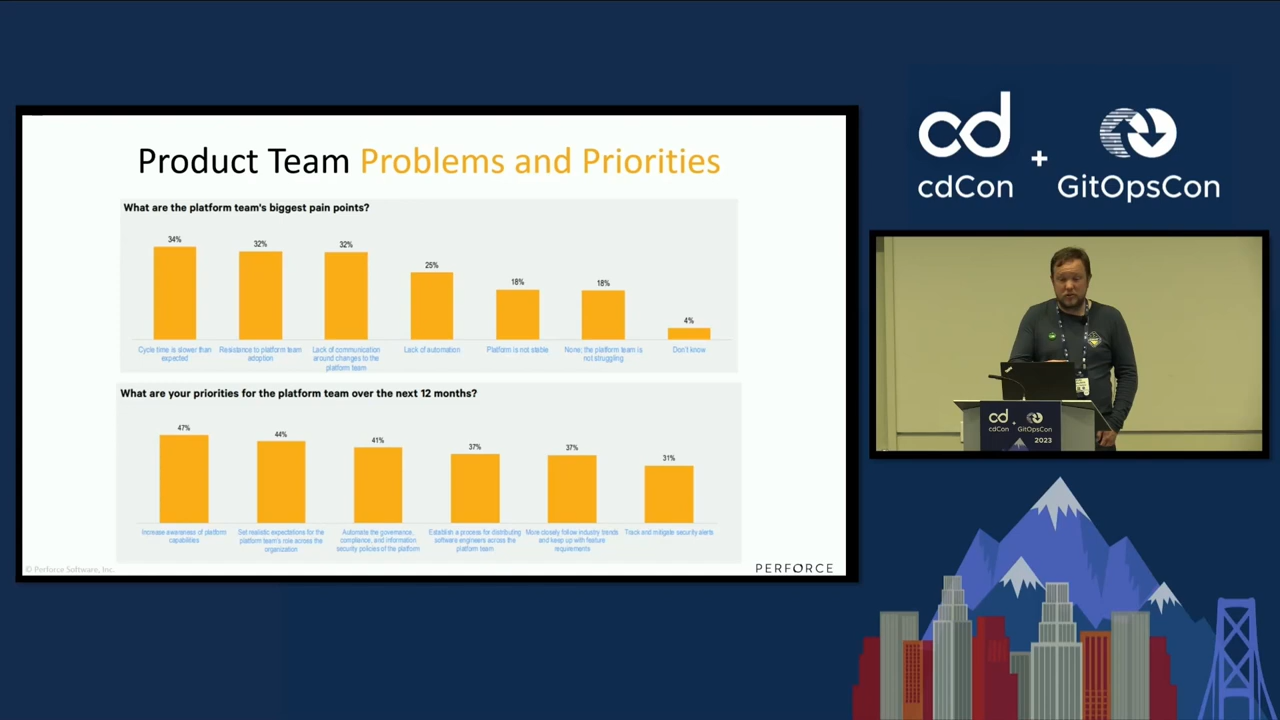 Product Team Problems and Priorities
What are the platform team's biggest pain points?
34%
32%
32%
25%
18%
18%
4%
Cycle time is slower than
expected
Resistance to platform team
adoption
Lack of communication
around changes to the
platform team
Lack of automation
Platform is not stable
None; the platform team is
not struggling
Don't know
What are your priorities for the platform team over the next 12 months?
47%
44%
41%
37%
37%
31%
Increase awareness of platform
capabilities
Set realistic expectations for the
platform team's role across the
organization
Automate the governance,
compliance, and information
security policies of the platform
Establish a process for distributing
software engineers across the
platform team
More closely follow industry trends
and keep up with feature
requirements
Track and mitigate security alerts
© Perforce Software, Inc.
PERFORCE
cd
cdCon
+
GitOpsCon
cd
cdCon
+
GitOpsCon
2023